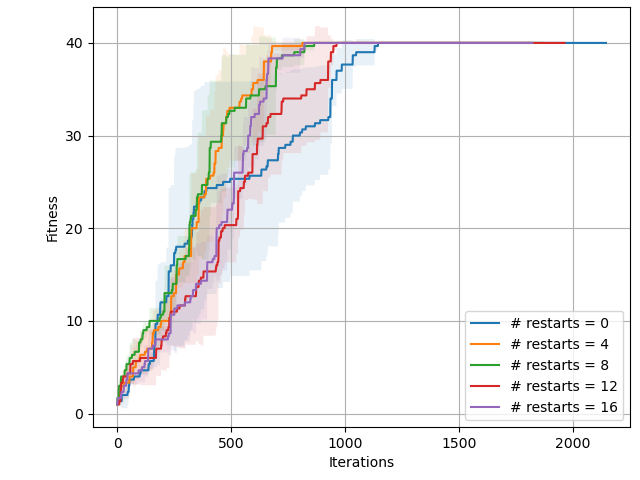 40
30
20
10
0
Fitness
# restarts = 0
# restarts = 4
# restarts = 8
# restarts = 12
# restarts = 16
0 500 1000 1500 2000
Iterations